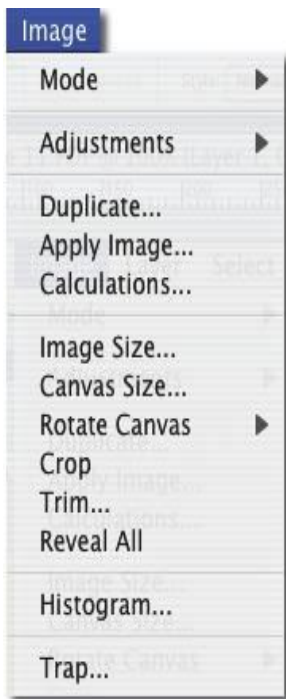 Image
Mode
Adjustments
Duplicate...
Apply Image...
Calculations...
Image Size...
Canvas Size...
Rotate Canvas
Crop
Trim...
Reveal All
Histogram...
Trap...